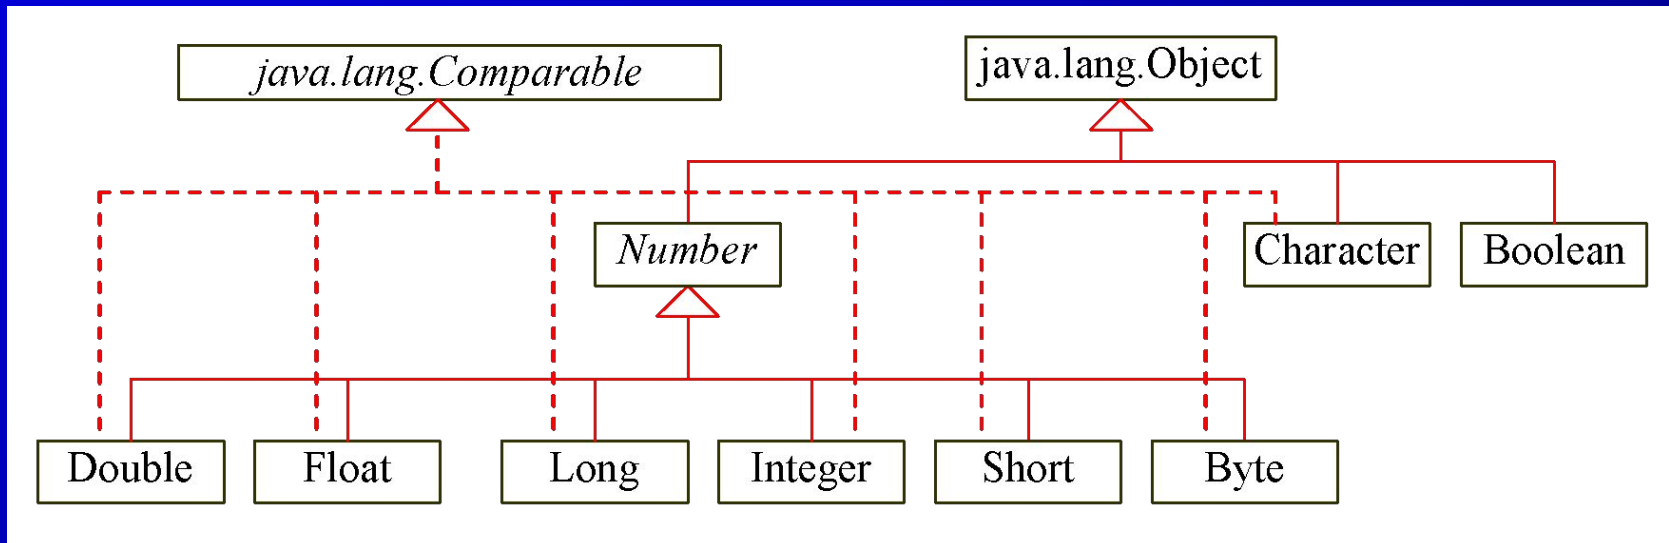 java.lang.Comparable
java.lang.Object
Number
Character
Boolean
Double
Float
Long
Integer
Short
Byte